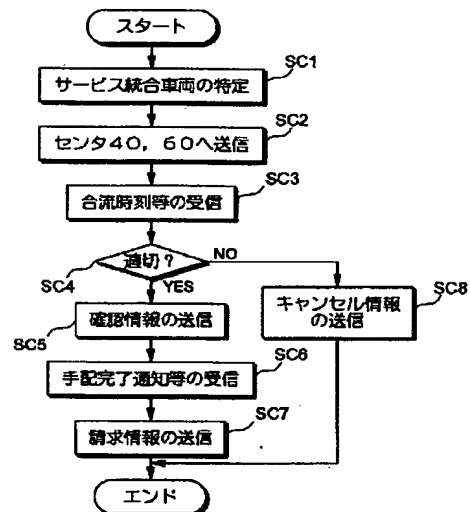 スタート
SC1
サービス統合車両の特定
SC2
センタ40，60へ送信
SC3
合流時刻等の受信
適切？
NO
SC4
YES
SC8
キャンセル情報
の送信
確認情報の送信
SC5
SC6
手配完了通知等の受信
SC7
請求情報の送信
エンド